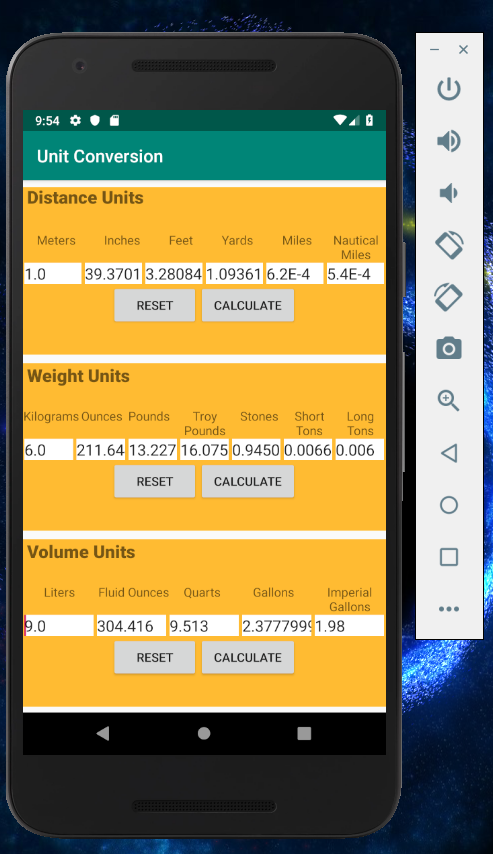 9:54
Unit Conversion
Distance Units
Meters Inches Feet Yards Miles Nautical Miles
1.0 39.3701 3.28084 1.09361 6.2E-4 5.4E-4
RESET CALCULATE
Weight Units
Kilograms Ounces Pounds Troy Pounds Stones Short Tons Long Tons
6.0 211.64 13.227 16.075 0.9450 0.0066 0.006
RESET CALCULATE
Volume Units
Liters Fluid Ounces Quarts Gallons Imperial Gallons
9.0 304.416 9.513 2.3777999 1.98
RESET CALCULATE